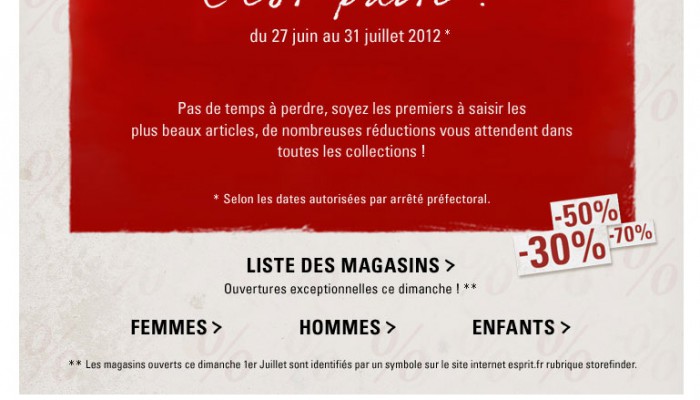 du 27 juin au 31 juillet 2012 *
Pas de temps à perdre, soyez les premiers à saisir les
plus beaux articles, de nombreuses réductions vous attendent dans
toutes les collections !
* Selon les dates autorisées par arrêté préfectoral.
-50%
-30%
-70%
LISTE DES MAGASINS >
Ouvertures exceptionnelles ce dimanche ! **
FEMMES >
HOMMES >
ENFANTS >
** Les magasins ouverts ce dimanche 1er Juillet sont identifiés par un symbole sur le site internet esprit.fr rubrique storefinder.